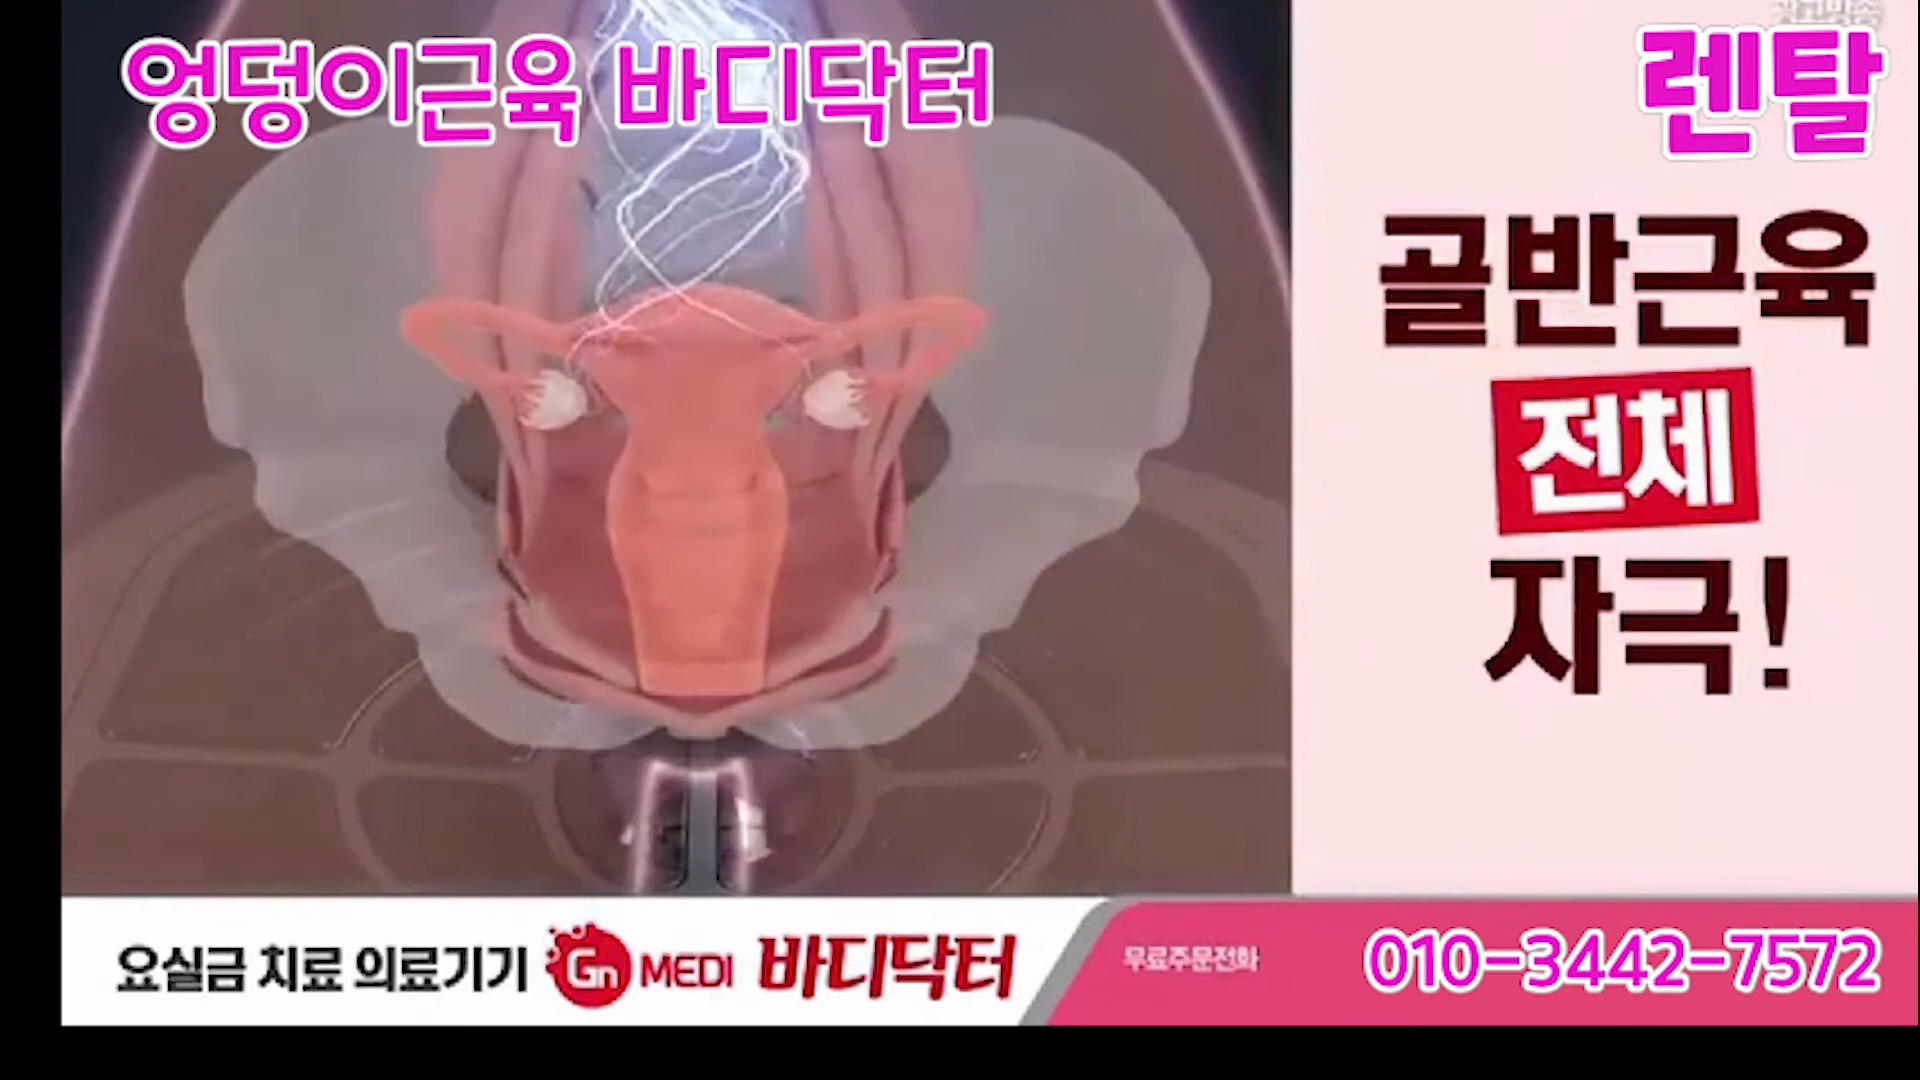 엉덩이근육 바디닥터
렌탈
골반근육
전체
자극!
요실금 치료 의료기기 Gn MEDI 바디닥터
무료주문전화
010-3442-7572